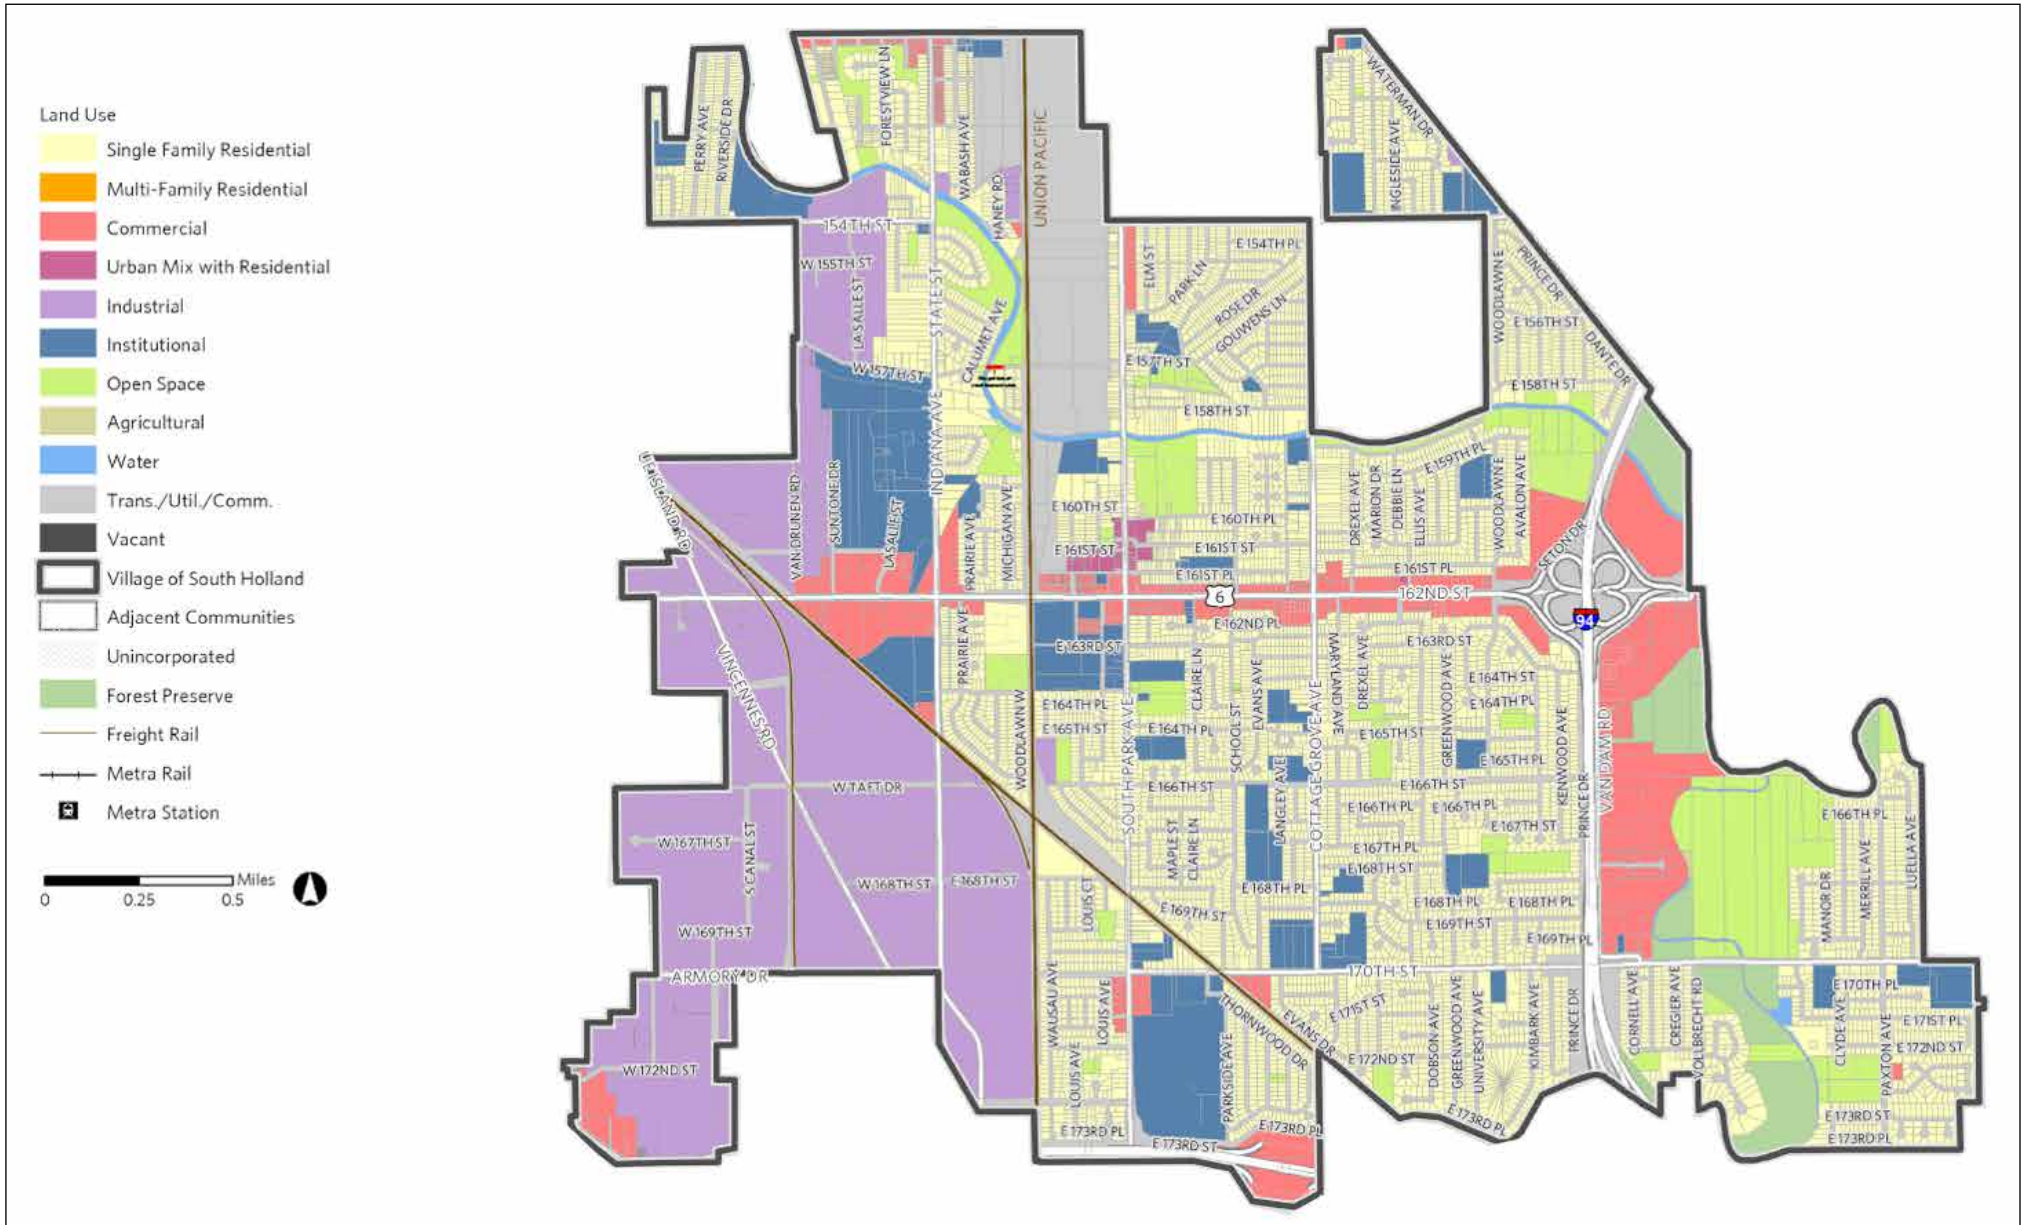 Land Use
Single Family Residential
Multi-Family Residential
Commercial
Urban Mix with Residential
Industrial
Institutional
Open Space
Agricultural
Water
Trans./Util./Comm.
Vacant
Village of South Holland
Adjacent Communities
Unincorporated
Forest Preserve
Freight Rail
Metra Rail
Metra Station
Miles
0
0.25
0.5
PERRY AVE
RIVERSIDE DR
FORESTVIEW LN
WABASH AVE
HANEY RD
UNION PACIFIC
WATERMAN DR
INGLESIDE AVE
154TH ST
W 155TH ST
LASALLE ST
STATE ST
CALUMET AVE
W 157TH ST
INDIANA AVE
ELM ST
PARK LN
E 154TH PL
ROSE DR
GOUWENS LN
E 157TH ST
E 158TH ST
WOODLAWN E
PRINCE DR
E 156TH ST
DANTE DR
E 158TH ST
VAN DRUNEN RD
SUNTONE DR
LASALLE ST
PRAIRIE AVE
MICHIGAN AVE
E 160TH ST
E 161ST ST
E 160TH PL
E 161ST ST
E 161ST PL
DREXEL AVE
MARION DR
DEBBIE LN
ELLIS AVE
E 159TH PL
WOODLAWN E
AVALON AVE
SETON DR
E 161ST PL
6
162ND ST
94
E 162ND PL
PRAIRIE AVE
E 163RD ST
VINCENNES RD
CLAIRE LN
EVANS AVE
MARYLAND AVE
DREXEL AVE
E 163RD ST
GREENWOOD AVE
E 164TH ST
E 164TH PL
E 164TH PL
E 165TH ST
WOODLAWN W
SOUTH PARK AVE
E 164TH PL
SCHOOL ST
COTTAGE GROVE AVE
E 165TH ST
E 165TH PL
KENWOOD AVE
VAN DAM RD
W TAFT DR
E 166TH ST
LANGLEY AVE
E 166TH ST
E 166TH PL
E 166TH PL
PRINCE DR
E 167TH ST
E 166TH PL
W 167TH ST
S CANAL ST
MAPLE ST
CLAIRE LN
E 167TH PL
E 168TH ST
W 168TH ST
E 168TH ST
E 168TH PL
LOUIS CT
E 169TH ST
E 168TH PL
E 168TH PL
E 169TH ST
E 169TH PL
MANOR DR
MERRILL AVE
LUELLA AVE
W 169TH ST
ARMORY DR
170TH ST
WAUSAU AVE
LOUIS AVE
THORNWOOD DR
EVANS DR
E 171ST ST
DOBSON AVE
GREENWOOD AVE
UNIVERSITY AVE
KIMBARK AVE
PRINCE DR
CORNELL AVE
CREGIER AVE
VOLLBRECHT RD
E 170TH PL
E 171ST PL
CLYDE AVE
PAXTON AVE
E 172ND ST
W 172ND ST
LOUIS AVE
PARKSIDE AVE
E 172ND ST
E 173RD PL
E 173RD ST
E 173RD PL
E 173RD PL
E 173RD ST
E 173RD PL